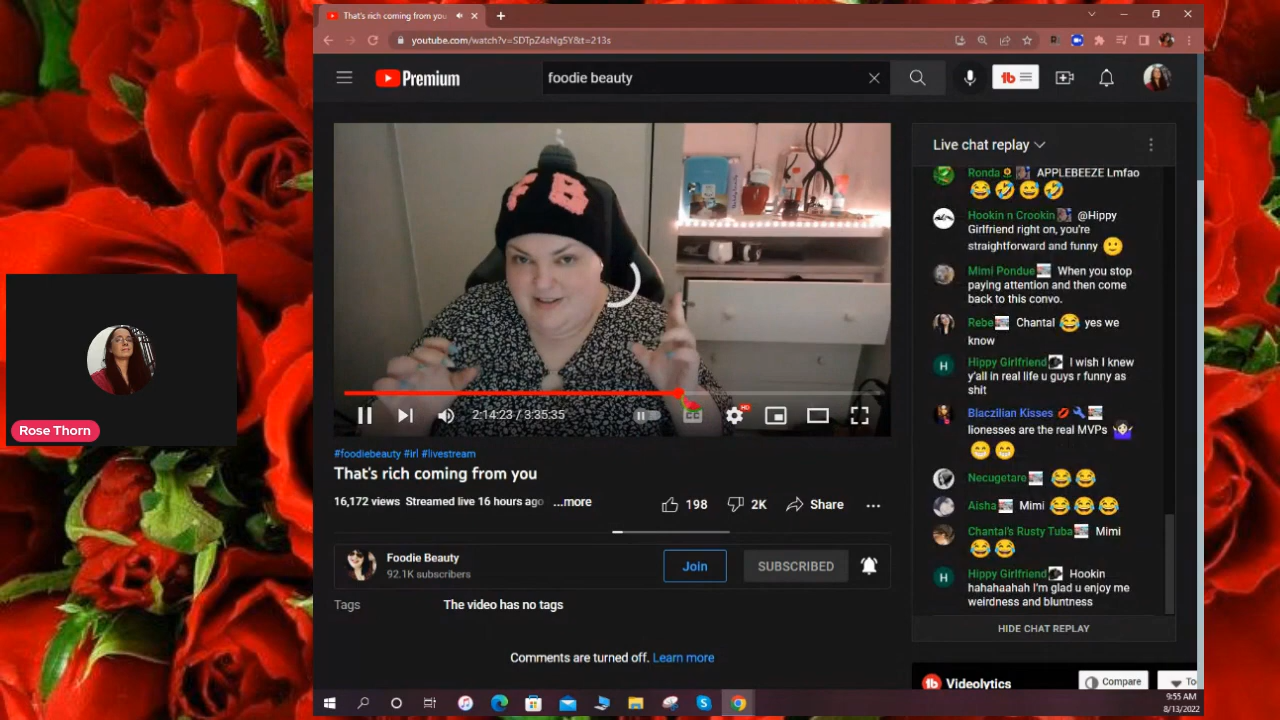 That's rich coming from you
youtube.com/watch?v=SDTpZ4sNg5Y&t=213s
Premium
foodie beauty
tb
FB
2:14:23 / 3:35:35
CC
HD
#foodiebeauty #irl #livestream
That's rich coming from you
16,172 views Streamed live 16 hours ago ...more
198
2K
Share
Foodie Beauty
92.1K subscribers
Join
SUBSCRIBED
Tags
The video has no tags
Comments are turned off. Learn more
Live chat replay
Ronda APPLEBEEZE Lmfao
Hookin n Crookin @Hippy
Girlfriend right on, you're
straightforward and funny
Mimi Pondue When you stop
paying attention and then come
back to this convo.
Rebe Chantal yes we
know
Hippy Girlfriend I wish I knew
y'all in real life u guys r funny as
shit
Biaczilian Kisses
lionesses are the real MVPs
Necugetare
Aisha Mimi
Chantal's Rusty Tuba Mimi
Hippy Girlfriend Hookin
hahahaahah I'm glad u enjoy me
weirdness and bluntness
HIDE CHAT REPLAY
tb Videolytics
Compare
To
9:55 AM
8/13/2022
Rose Thorn